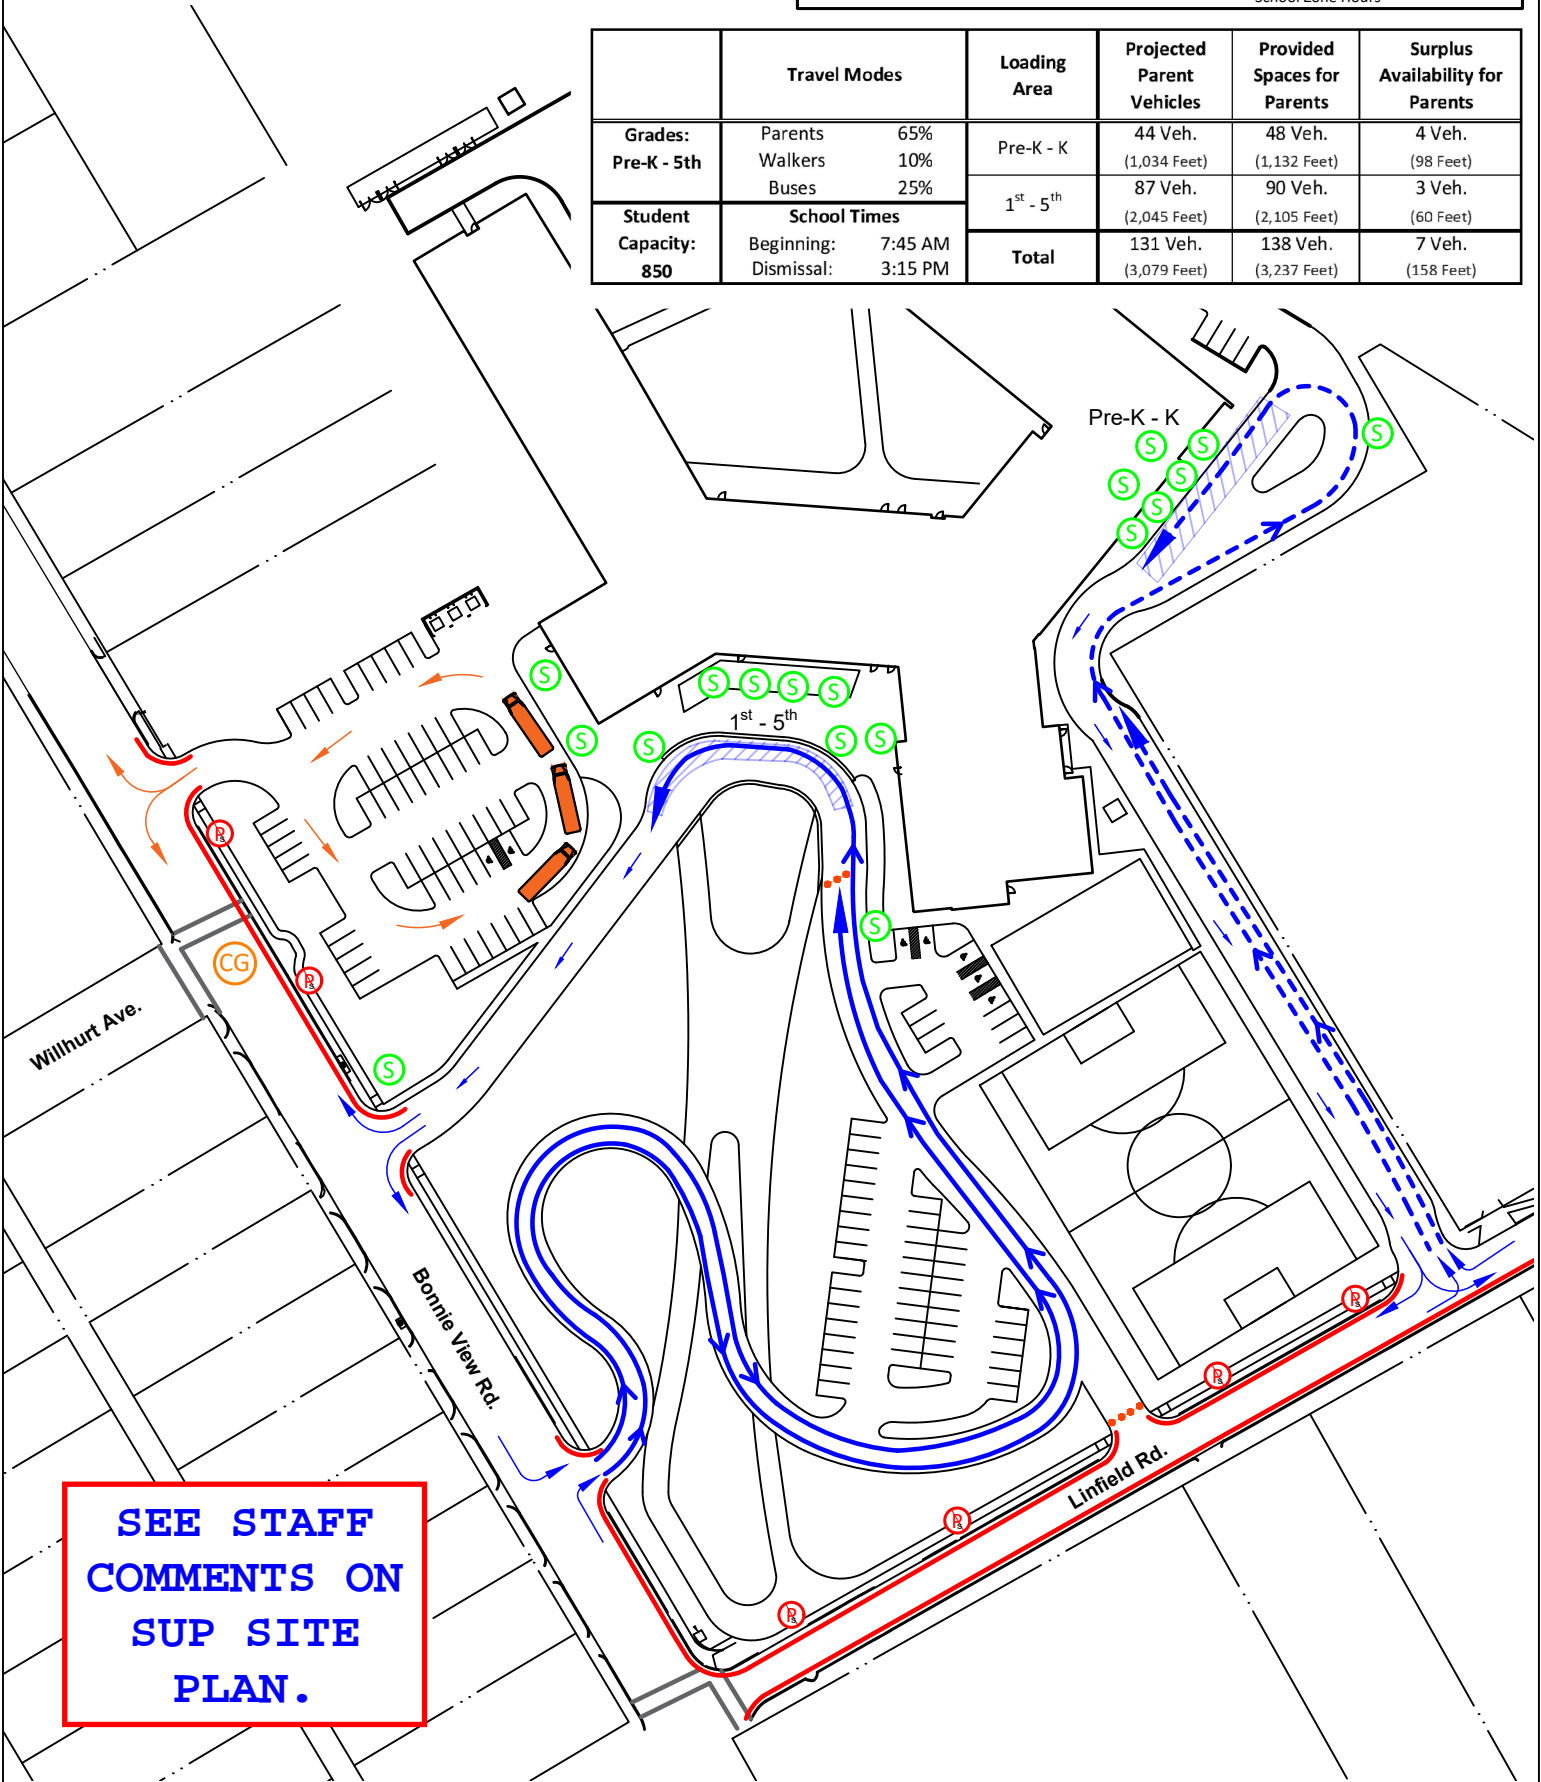 School Zone Hours
Travel Modes
Loading
Area
Projected
Parent
Vehicles
Provided
Spaces for
Parents
Surplus
Availability for
Parents
Grades:
Pre-K - 5th
Parents 65%
Walkers 10%
Buses 25%
Pre-K - K
44 Veh.
(1,034 Feet)
48 Veh.
(1,132 Feet)
4 Veh.
(98 Feet)
1st - 5th
87 Veh.
(2,045 Feet)
90 Veh.
(2,105 Feet)
3 Veh.
(60 Feet)
Student
Capacity:
850
School Times
Beginning: 7:45 AM
Dismissal: 3:15 PM
Total
131 Veh.
(3,079 Feet)
138 Veh.
(3,237 Feet)
7 Veh.
(158 Feet)
Pre-K - K
S
S
S
S
S
S
S
S
S
S
S
S
S
1st - 5th
S
S
S
S
S
CG
S
Willhurt Ave.
Bonnie View Rd.
Linfield Rd.
SEE STAFF
COMMENTS ON
SUP SITE
PLAN.